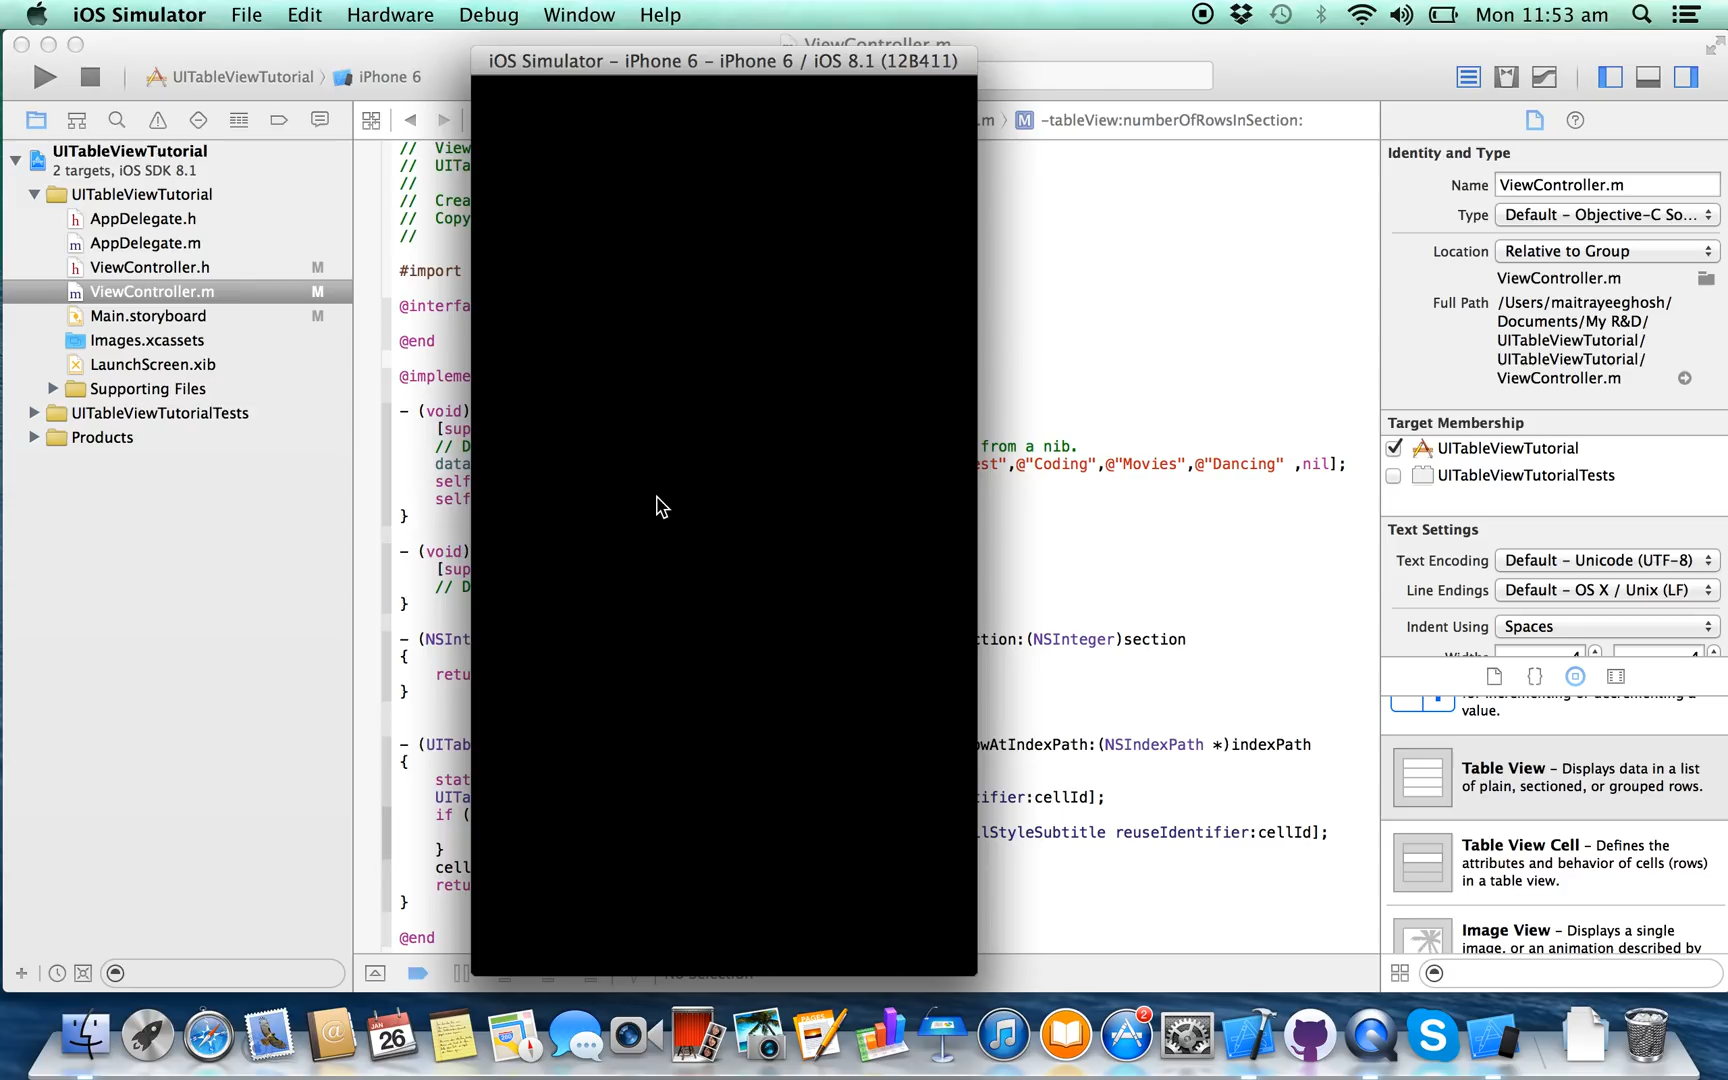 iOS Simulator File Edit Hardware Debug Window Help Mon 11:53 am
iOS Simulator – iPhone 6 – iPhone 6 / iOS 8.1 (12B411)
UITableViewTutorial iPhone 6
.m M -tableView:numberOfRowsInSection:
UITableViewTutorial
2 targets, iOS SDK 8.1
UITableViewTutorial
h AppDelegate.h
m AppDelegate.m
h ViewController.h M
m ViewController.m M
Main.storyboard M
Images.xcassets
LaunchScreen.xib
Supporting Files
UITableViewTutorialTests
Products
// View
// UITa
//
// Crea
// Copy
//
#import
@interfa
@end
@impleme
- (void)
[sup
// D from a nib.
data est",@"Coding",@"Movies",@"Dancing" ,nil];
self
self
}
- (void)
[sup
// D
}
- (NSInt ction:(NSInteger)section
{
retu
}
- (UITab owAtIndexPath:(NSIndexPath *)indexPath
{
stat
UITa tifier:cellId];
if (
llStyleSubtitle reuseIdentifier:cellId];
}
cell
retu
}
@end
Identity and Type
Name ViewController.m
Type Default - Objective-C So...
Location Relative to Group
ViewController.m
Full Path /Users/maitrayeeghosh/
Documents/My R&D/
UITableViewTutorial/
UITableViewTutorial/
ViewController.m
Target Membership
UITableViewTutorial
UITableViewTutorialTests
Text Settings
Text Encoding Default - Unicode (UTF-8)
Line Endings Default - OS X / Unix (LF)
Indent Using Spaces
value.
Table View – Displays data in a list
of plain, sectioned, or grouped rows.
Table View Cell – Defines the
attributes and behavior of cells (rows)
in a table view.
Image View – Displays a single
image, or an animation described by
JAN
26
PAGES
2